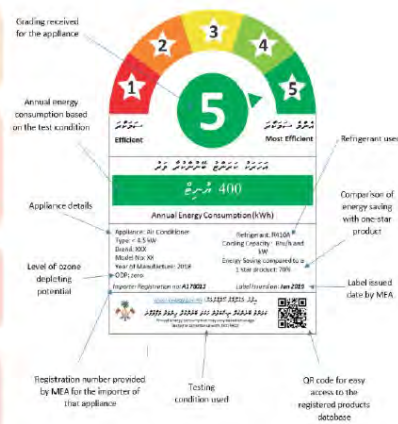 Grading received
for the appliance
1
2
3
4
5
5
Efficient
Most Efficient
Annual energy
consumption based
on the test condition
Refrigerant used
400 ޔުނިޓް
Annual Energy Consumption(kWh)
Appliance details
Appliance: Air Conditioner
Type: < 4.5 kW
Brand: XXX
Model No: XX
Year of Manufacture: 2018
ODP: zero
Refrigerant: R410A
Cooling Capacity: Btu/h and
kW
Energy Saving compared to a
1 star product: 78%
Comparison of
energy saving
with one-star
product
Level of ozone
depleting
potential
Importer Registration no: A170013
Label issued on: Jan 2019
Label issued
date by MEA
Registration number provided
by MEA for the importer of
that appliance
Testing
condition used
QR code for easy
access to the
registered products
database